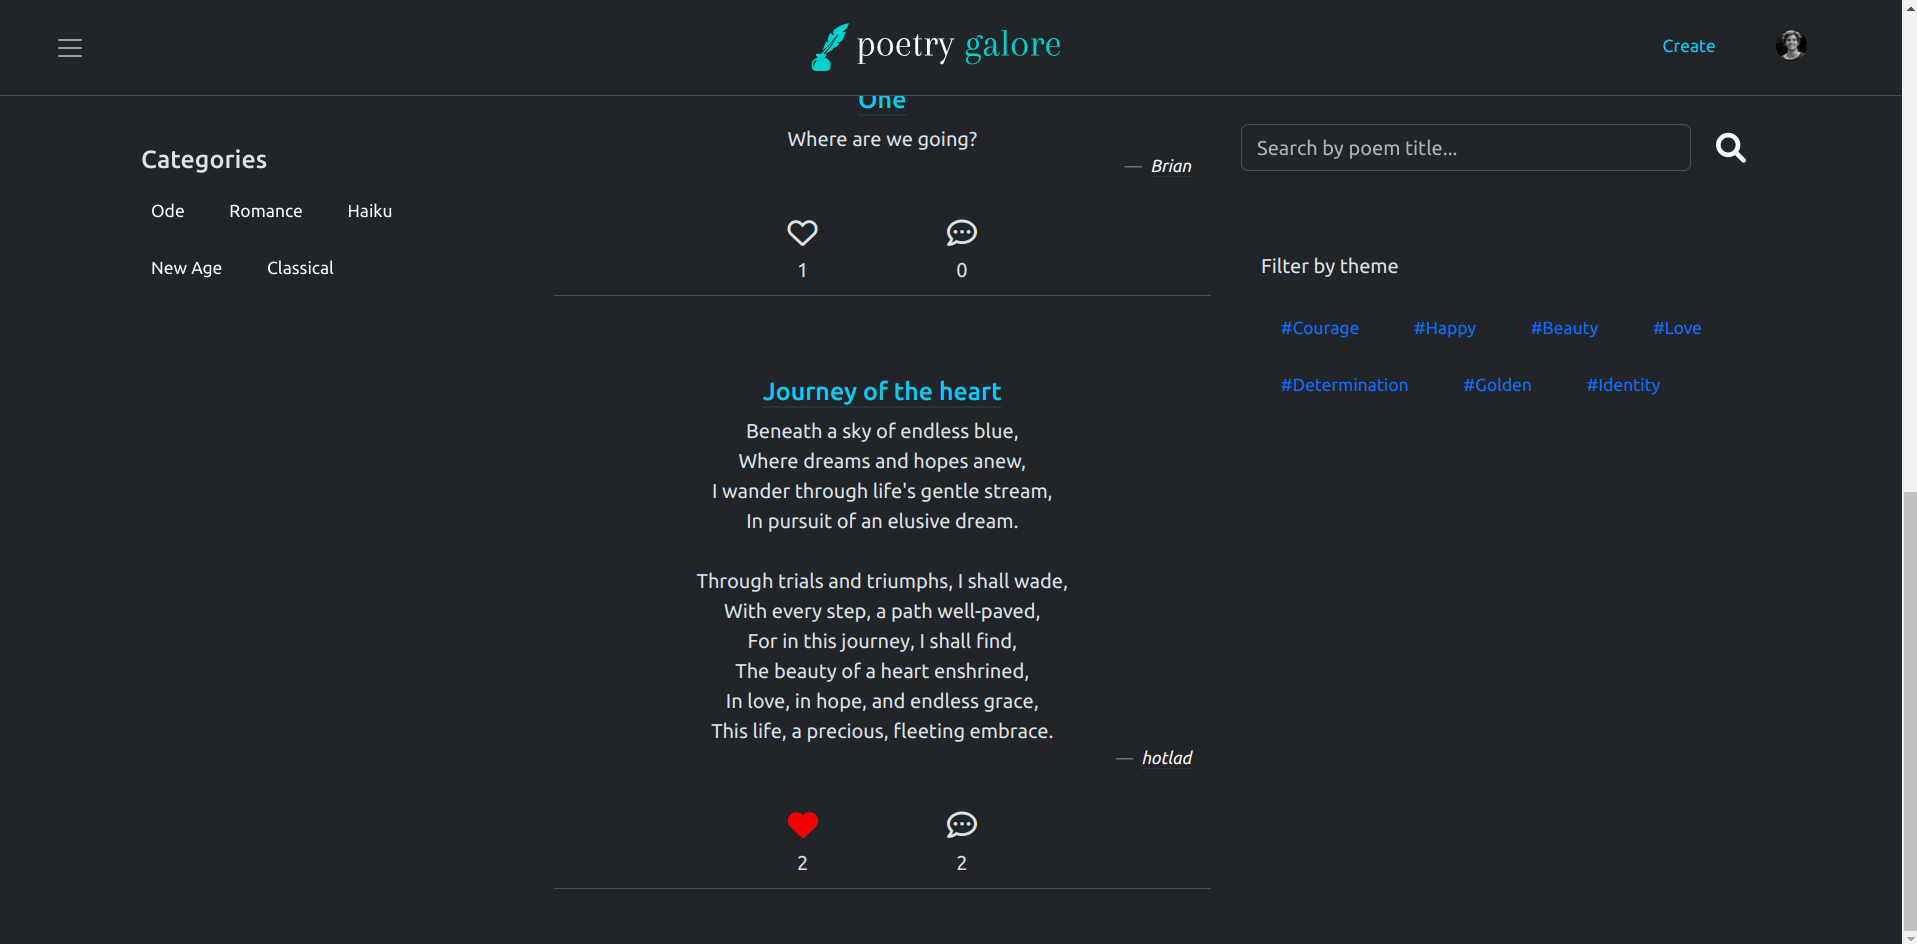 poetry galore
Create
Categories
Ode Romance Haiku
New Age Classical
One
Where are we going?
— Brian
1 0
Journey of the heart
Beneath a sky of endless blue,
Where dreams and hopes anew,
I wander through life's gentle stream,
In pursuit of an elusive dream.
Through trials and triumphs, I shall wade,
With every step, a path well-paved,
For in this journey, I shall find,
The beauty of a heart enshrined,
In love, in hope, and endless grace,
This life, a precious, fleeting embrace.
— hotlad
2 2
Search by poem title...
Filter by theme
#Courage #Happy #Beauty #Love
#Determination #Golden #Identity